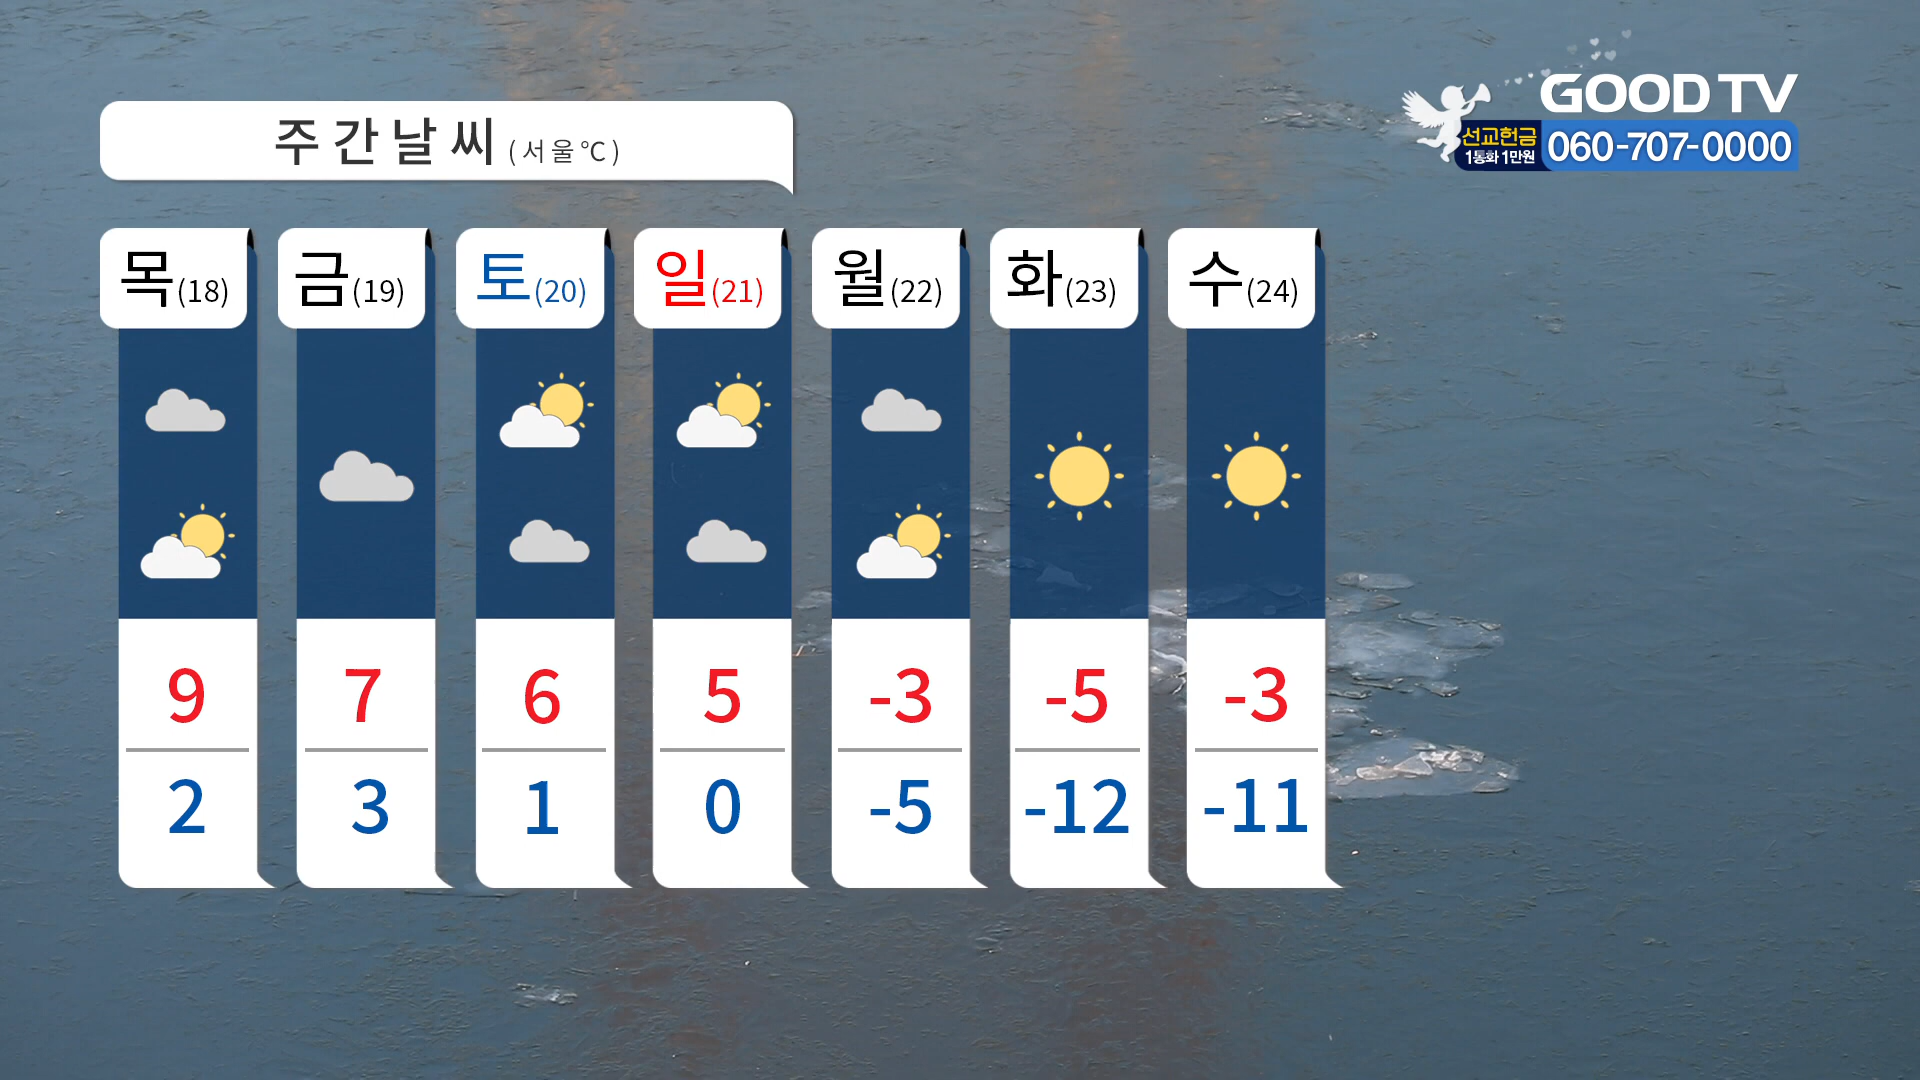 GOOD TV
선교헌금
1통화 1만원
060-707-0000
주간날씨 (서울℃)
목(18) 금(19) 토(20) 일(21) 월(22) 화(23) 수(24)
9 7 6 5 -3 -5 -3
2 3 1 0 -5 -12 -11